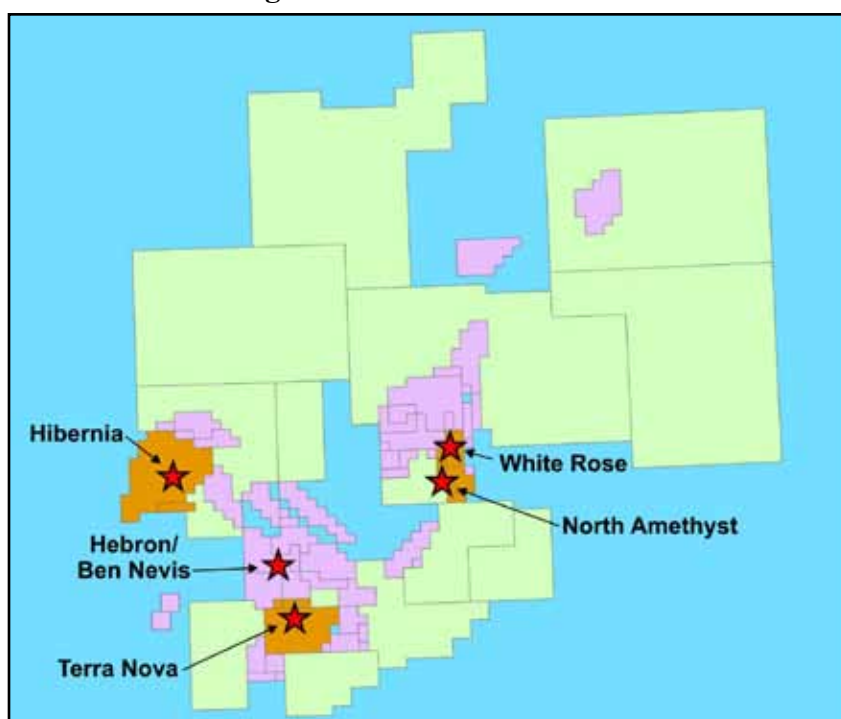 Hibernia
White Rose
North Amethyst
Hebron/
Ben Nevis
Terra Nova